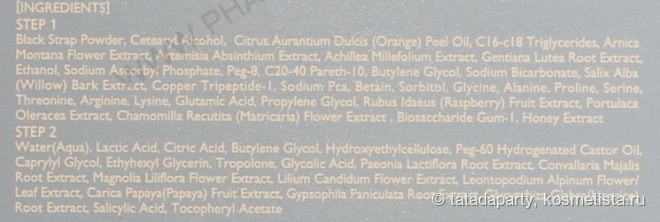 [INGREDIENTS]
STEP 1
Black Strap Powder, Cetearyl Alcohol, Citrus Aurantium Dulcis (Orange) Peel Oil, C16-c18 Triglycerides, Arnica
Montana Flower Extract, Artemisia Absinthium Extract, Achillea Millefolium Extract, Gentiana Lutea Root Extract,
Ethanol, Sodium Ascorbyl Phosphate, Peg-8, C20-40 Pareth-10, Butylene Glycol, Sodium Bicarbonate, Salix Alba
(Willow) Bark Extract, Copper Tripeptide-1, Sodium Pca, Betain, Sorbitol, Glycine, Alanine, Proline, Serine,
Threonine, Arginine, Lysine, Glutamic Acid, Propylene Glycol, Rubus Idaeus (Raspberry) Fruit Extract, Portulaca
Oleracea Extract, Chamomilla Recutita (Matricaria) Flower Extract , Biosaccharide Gum-1, Honey Extract
STEP 2
Water(Aqua), Lactic Acid, Citric Acid, Butylene Glycol, Hydroxyethylcellulose, Peg-60 Hydrogenated Castor Oil,
Caprylyl Glycol, Ethyhexyl Glycerin, Tropolone, Glycolic Acid, Paeonia Lactiflora Root Extract, Convallaria Majalis
Root Extract, Magnolia Liliflora Flower Extract, Lilium Candidum Flower Extract, Leontopodium Alpinum Flower/
Leaf Extract, Carica Papaya(Papaya) Fruit Extract, Gypsophila Paniculata Root
Root Extract, Salicylic Acid, Tocopheryl Acetate
© tatadaparty, kosmetista.ru